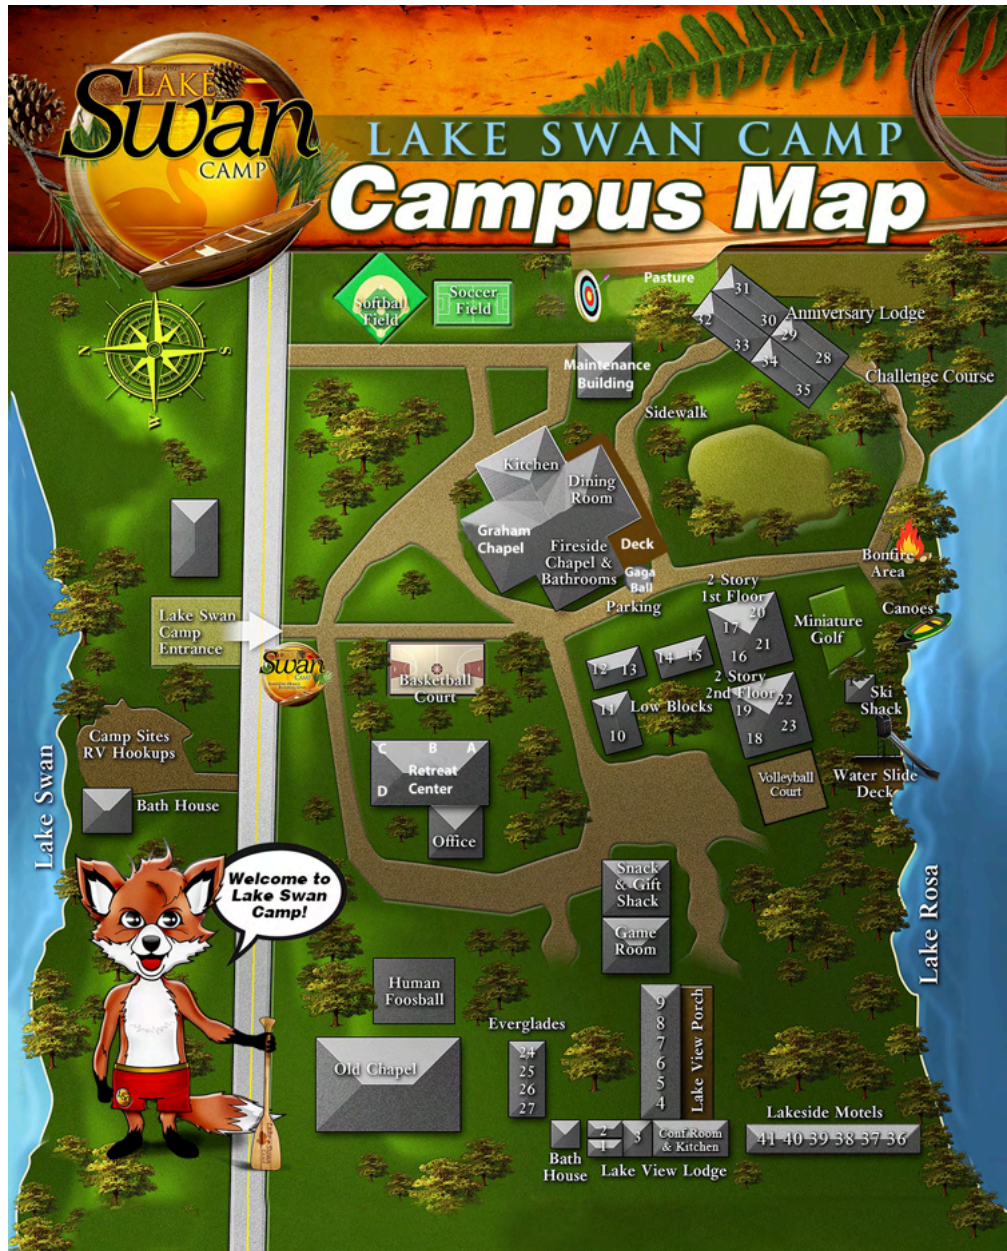 LAKE
Swan
CAMP
LAKE SWAN CAMP
Campus Map
Softball
Field
Soccer
Field
Pasture
31
32
30
Anniversary Lodge
29
33
34
28
35
Challenge Course
Maintenance
Building
Sidewalk
N
S
W
Kitchen
Dining
Room
Graham
Chapel
Fireside
Chapel &
Bathrooms
Deck
Gaga
Ball
Parking
Bonfire
Area
2 Story
1st Floor
20
17
21
16
Canoes
Miniature
Golf
Lake Swan
Camp
Entrance
Swan
CAMP
Basketball
Court
12 13
14 15
2 Story
2nd Floor
22
19
23
18
11
10
Low Blocks
Ski
Shack
Camp Sites
RV Hookups
C B A
D
Retreat
Center
Office
Volleyball
Court
Water Slide
Deck
Bath House
Lake Swan
Lake Rosa
Welcome to
Lake Swan
Camp!
Snack
& Gift
Shack
Game
Room
Human
Foosball
Everglades
24
25
26
27
Old Chapel
9
8
7
6
5
4
Lake View Porch
Lakeside Motels
41 40 39 38 37 36
2
1
3
Conf Room
& Kitchen
Bath
House
Lake View Lodge